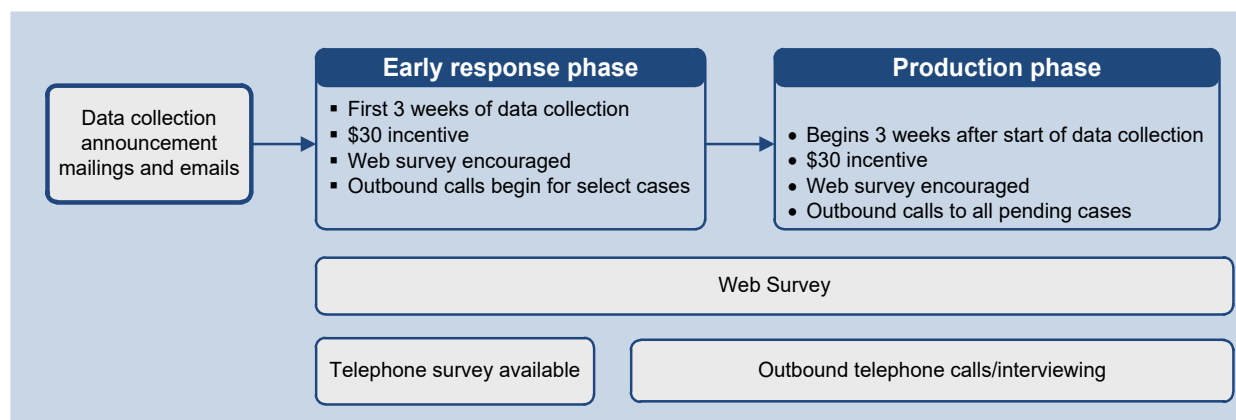 Data collection
announcement
mailings and emails
Early response phase
▪ First 3 weeks of data collection
▪ $30 incentive
▪ Web survey encouraged
▪ Outbound calls begin for select cases
Production phase
• Begins 3 weeks after start of data collection
• $30 incentive
• Web survey encouraged
• Outbound calls to all pending cases
Web Survey
Telephone survey available
Outbound telephone calls/interviewing